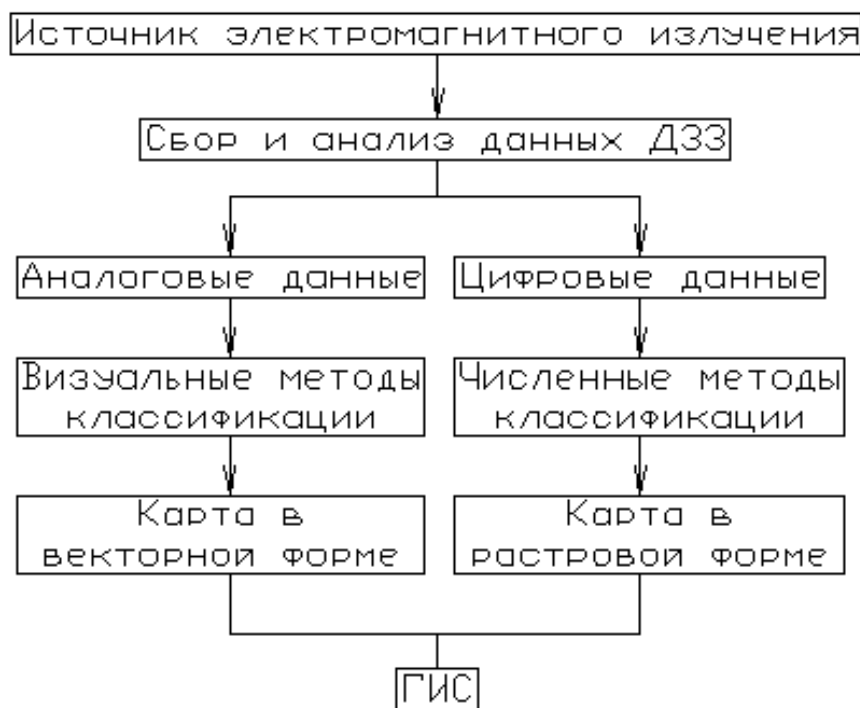 Источник электромагнитного излучения
Сбор и анализ данных ДЗЗ
Аналоговые данные
Цифровые данные
Визуальные методы
классификации
Численные методы
классификации
Карта в
векторной форме
Карта в
растровой форме
ГИС